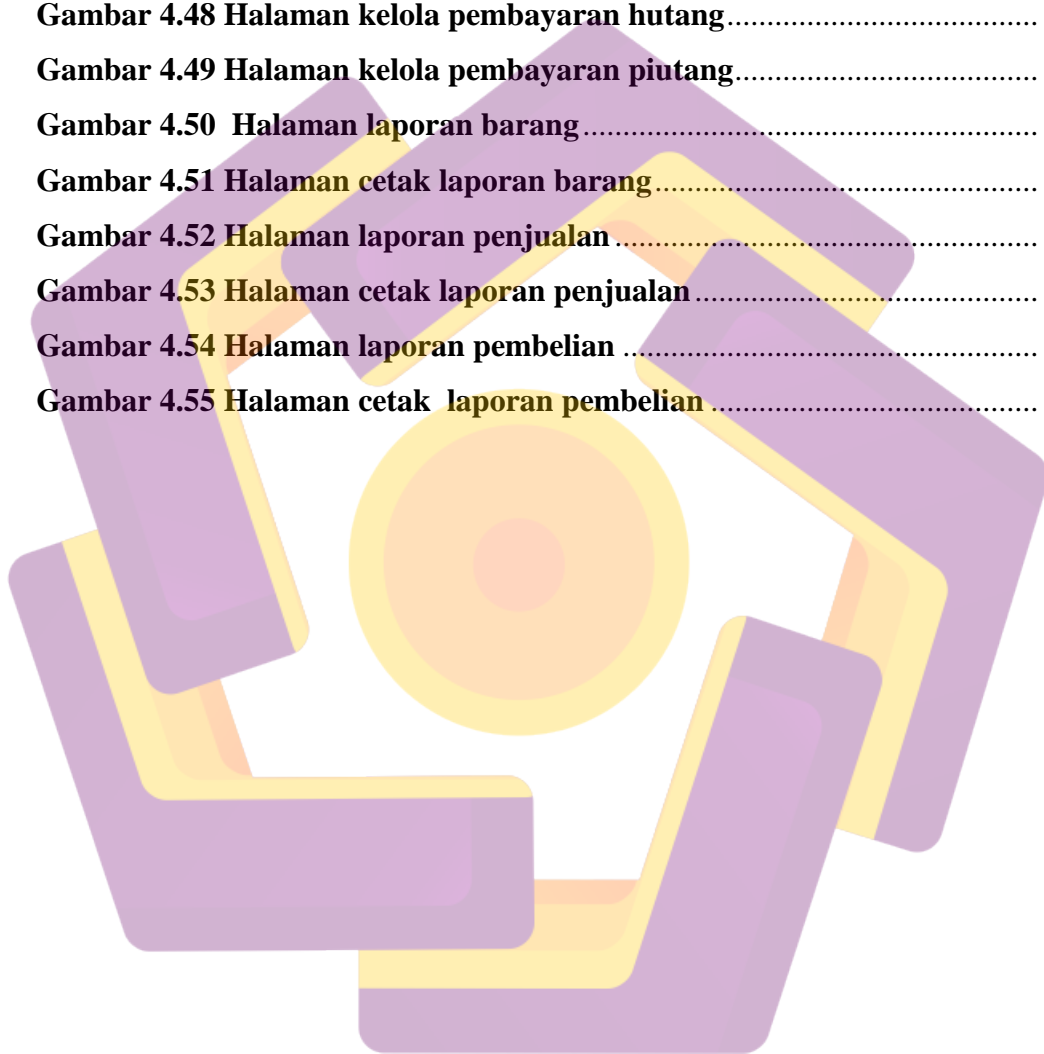 Gambar 4.48 Halaman kelola pembayaran hutang.....................................
Gambar 4.49 Halaman kelola pembayaran piutang....................................
Gambar 4.50  Halaman laporan barang.......................................................
Gambar 4.51 Halaman cetak laporan barang..............................................
Gambar 4.52 Halaman laporan penjualan ..................................................
Gambar 4.53 Halaman cetak laporan penjualan.........................................
Gambar 4.54 Halaman laporan pembelian .................................................
Gambar 4.55 Halaman cetak  laporan pembelian .......................................